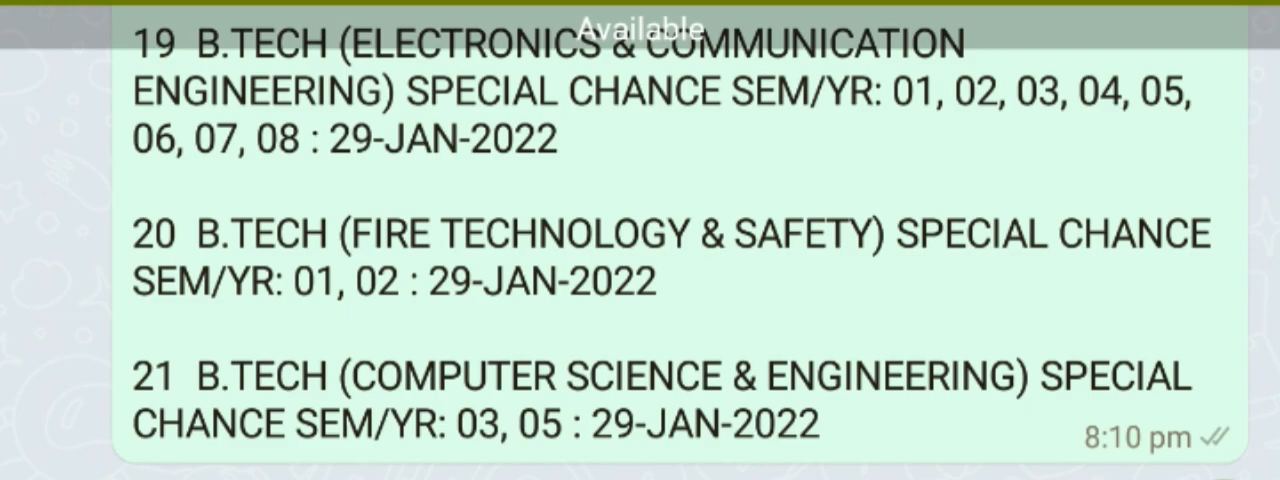 Available
19 B.TECH (ELECTRONICS & COMMUNICATION
ENGINEERING) SPECIAL CHANCE SEM/YR: 01, 02, 03, 04, 05,
06, 07, 08 : 29-JAN-2022
20 B.TECH (FIRE TECHNOLOGY & SAFETY) SPECIAL CHANCE
SEM/YR: 01, 02 : 29-JAN-2022
21 B.TECH (COMPUTER SCIENCE & ENGINEERING) SPECIAL
CHANCE SEM/YR: 03, 05 : 29-JAN-2022
8:10 pm